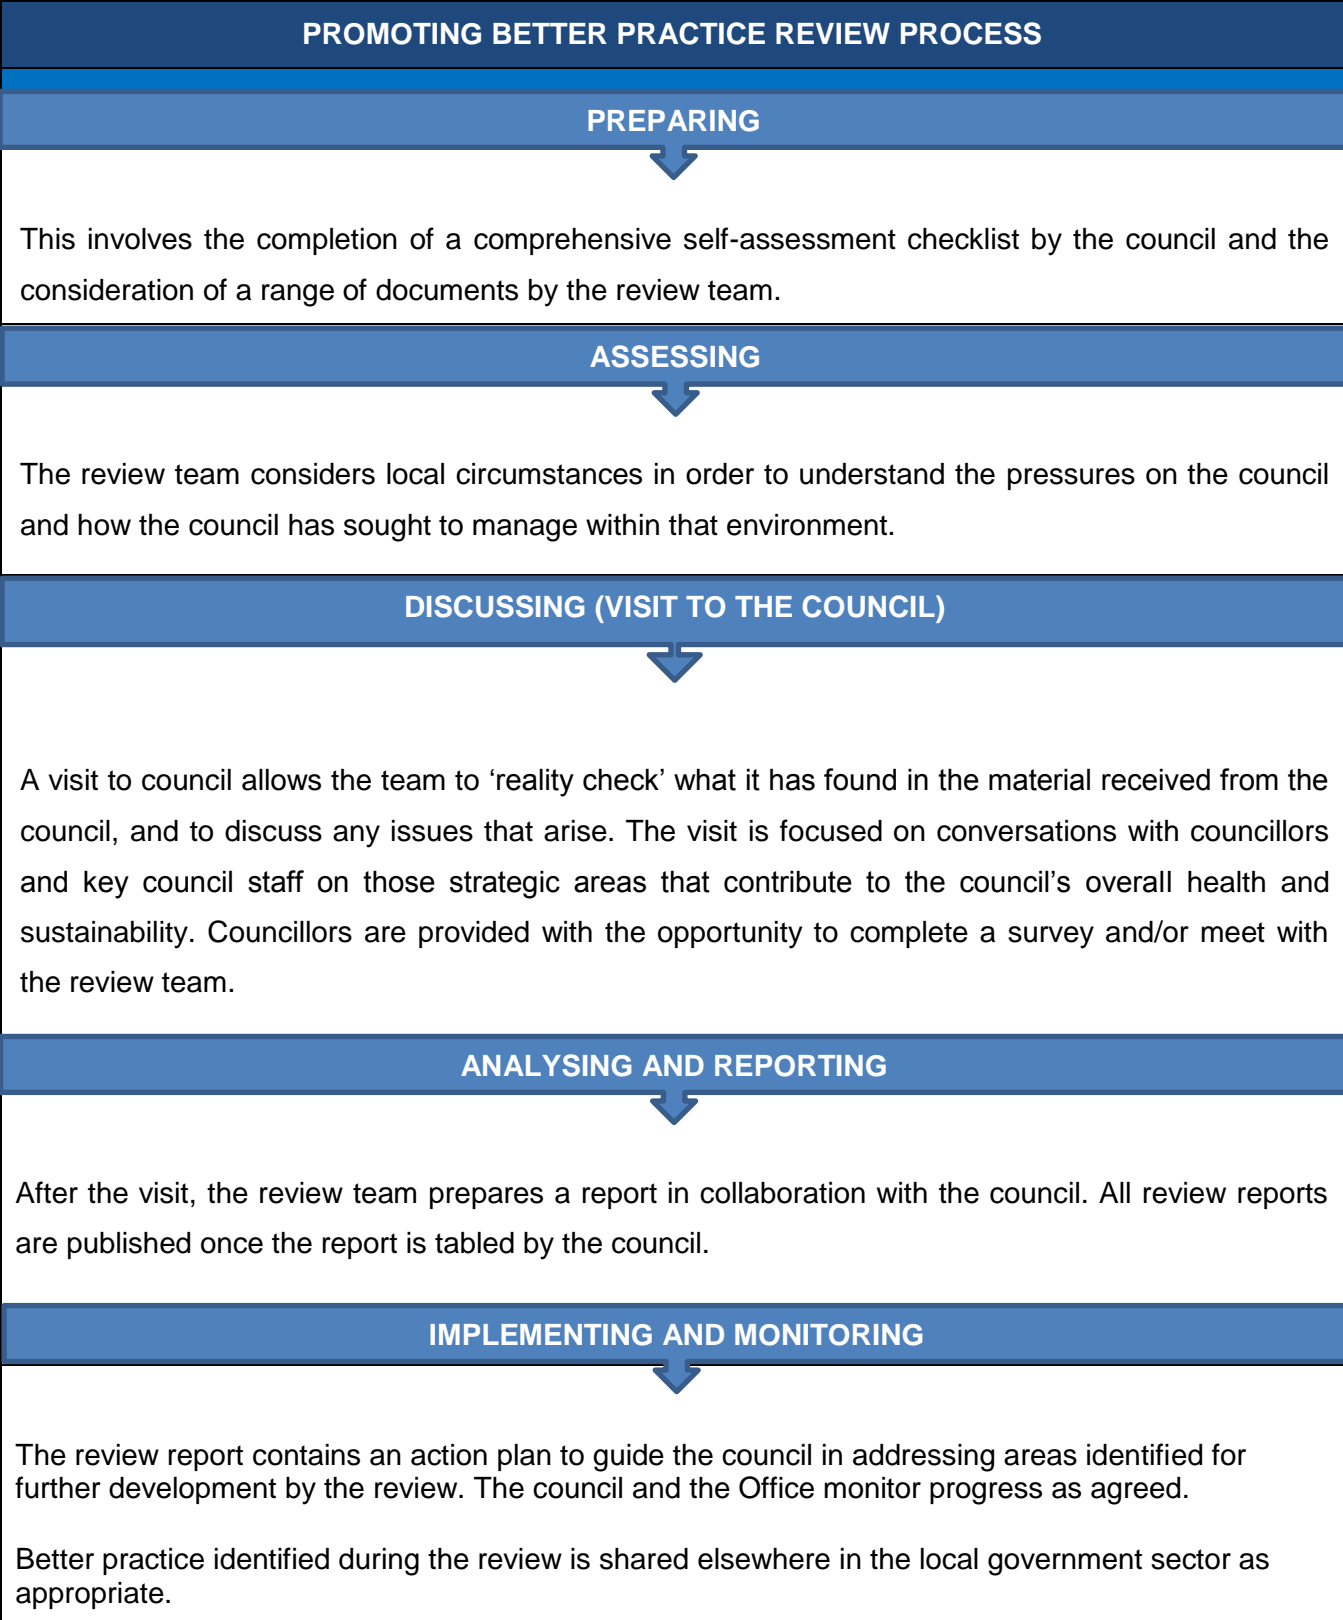 PROMOTING BETTER PRACTICE REVIEW PROCESS
PREPARING
This involves the completion of a comprehensive self-assessment checklist by the council and the
consideration of a range of documents by the review team.
ASSESSING
The review team considers local circumstances in order to understand the pressures on the council
and how the council has sought to manage within that environment.
DISCUSSING (VISIT TO THE COUNCIL)
A visit to council allows the team to ‘reality check’ what it has found in the material received from the
council, and to discuss any issues that arise. The visit is focused on conversations with councillors
and key council staff on those strategic areas that contribute to the council’s overall health and
sustainability. Councillors are provided with the opportunity to complete a survey and/or meet with
the review team.
ANALYSING AND REPORTING
After the visit, the review team prepares a report in collaboration with the council. All review reports
are published once the report is tabled by the council.
IMPLEMENTING AND MONITORING
The review report contains an action plan to guide the council in addressing areas identified for
further development by the review. The council and the Office monitor progress as agreed.
Better practice identified during the review is shared elsewhere in the local government sector as
appropriate.